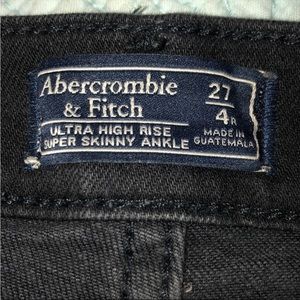 Abercrombie
& Fitch
ULTRA HIGH RISE
SUPER SKINNY ANKLE
27
4R
MADE IN
GUATEMALA